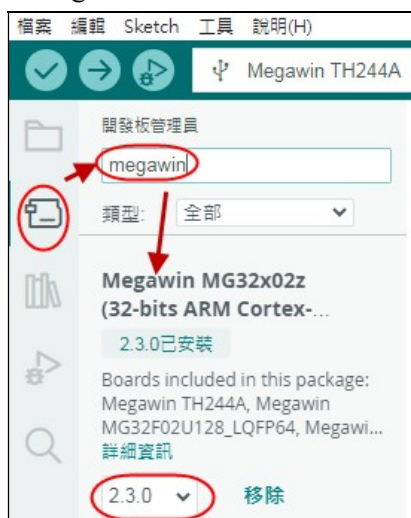 檔案 編輯 Sketch 工具 說明(H)
Megawin TH244A
開發板管理員
megawin
類型: 全部
Megawin MG32x02z
(32-bits ARM Cortex-...
2.3.0已安裝
Boards included in this package:
Megawin TH244A, Megawin
MG32F02U128_LQFP64, Megawi...
詳細資訊
2.3.0 移除